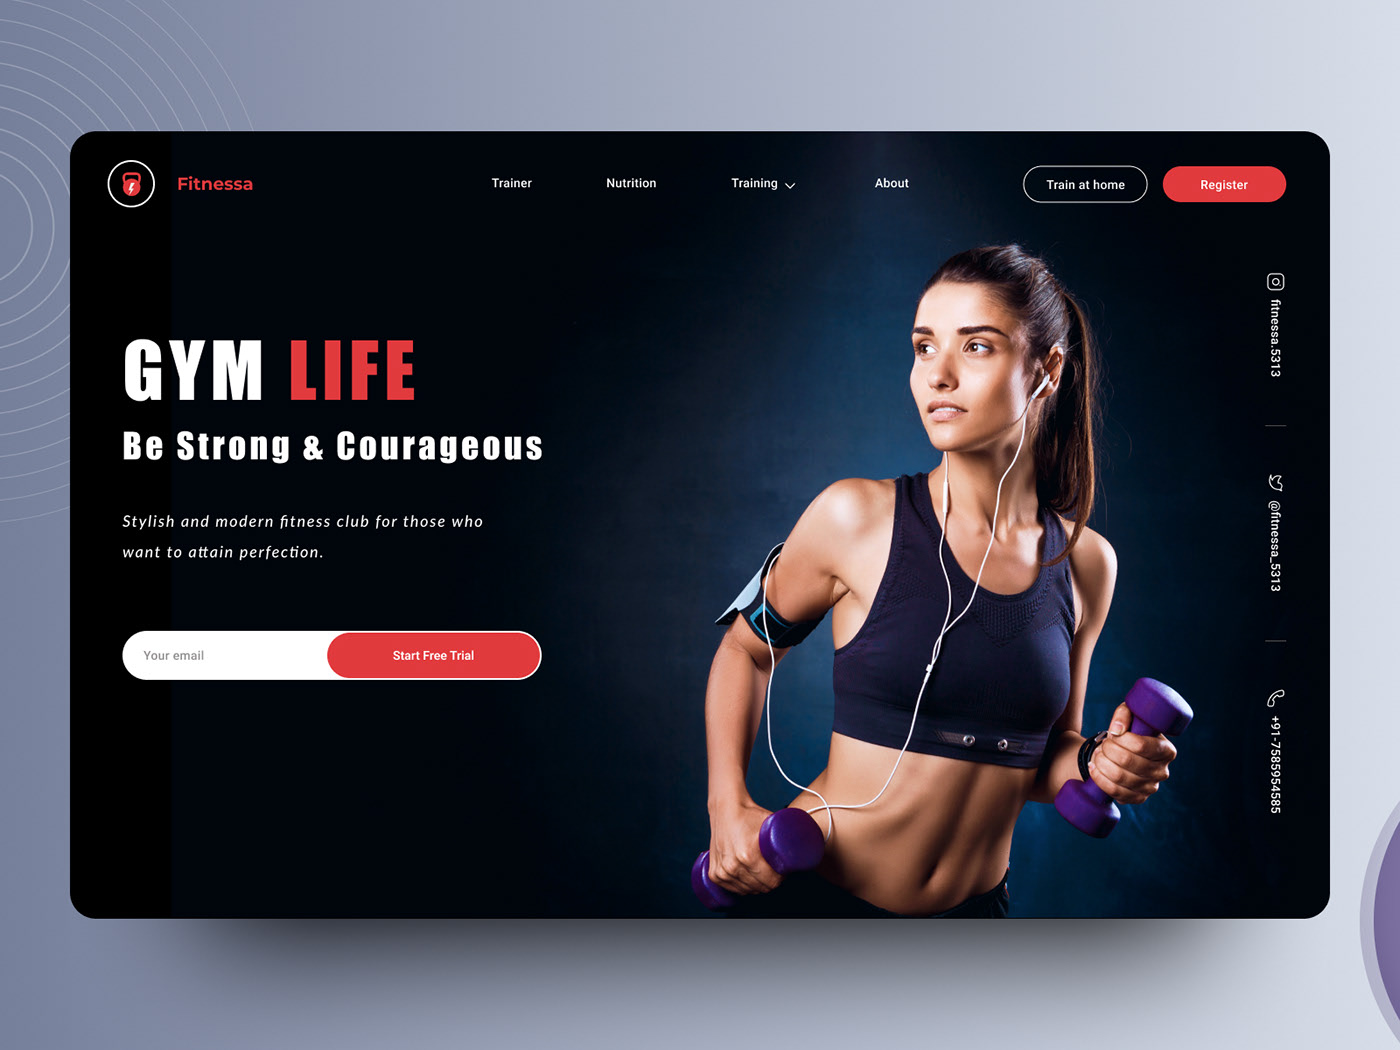 Fitnessa
Trainer
Nutrition
Training
About
Train at home
Register
GYM LIFE
Be Strong & Courageous
Stylish and modern fitness club for those who
want to attain perfection.
Your email
Start Free Trial
fitnessa.5313
@fitnessa_5313
+91-7585954585